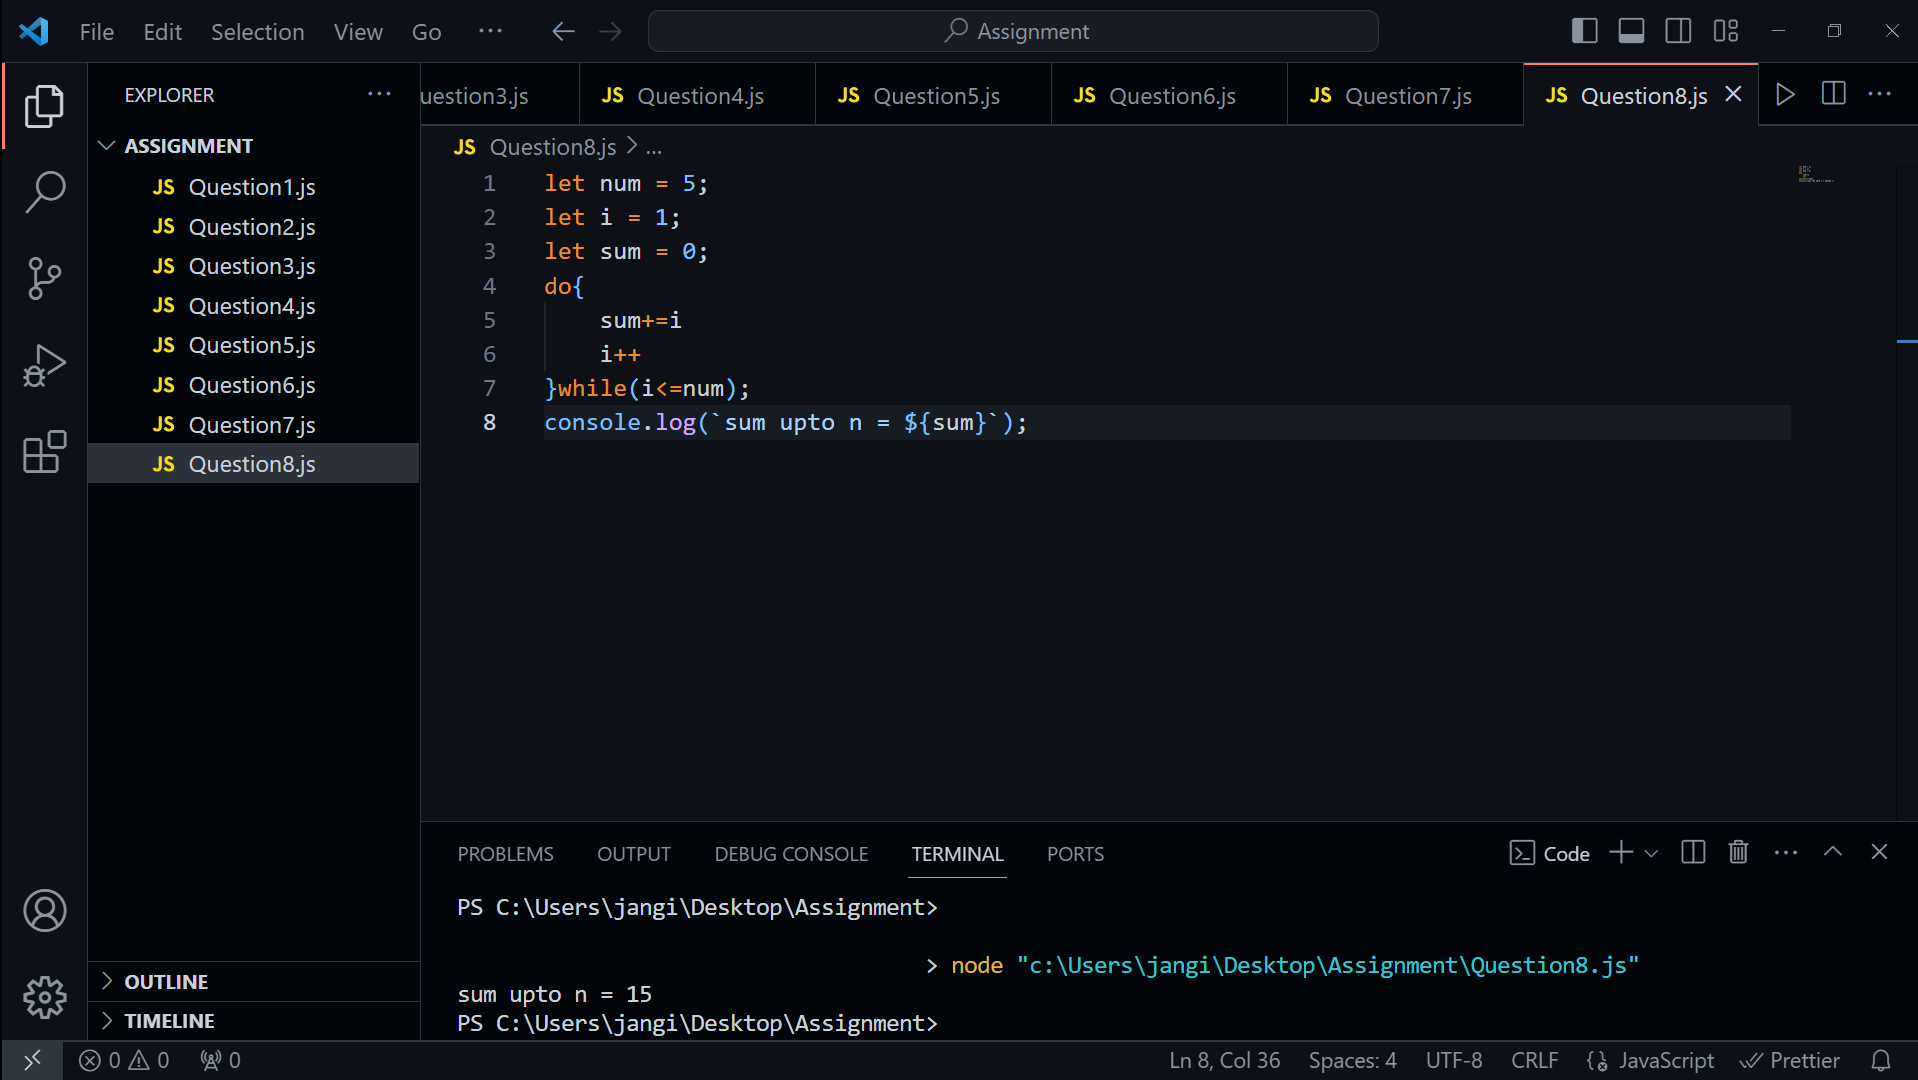 File Edit Selection View Go ··· Assignment
EXPLORER ···
ASSIGNMENT
JS Question1.js
JS Question2.js
JS Question3.js
JS Question4.js
JS Question5.js
JS Question6.js
JS Question7.js
JS Question8.js
OUTLINE
TIMELINE
uestion3.js JS Question4.js JS Question5.js JS Question6.js JS Question7.js JS Question8.js ···
JS Question8.js > ...
1 let num = 5;
2 let i = 1;
3 let sum = 0;
4 do{
5 sum+=i
6 i++
7 }while(i<=num);
8 console.log(`sum upto n = ${sum}`);
PROBLEMS OUTPUT DEBUG CONSOLE TERMINAL PORTS Code ···
PS C:\Users\jangi\Desktop\Assignment>
> node "c:\Users\jangi\Desktop\Assignment\Question8.js"
sum upto n = 15
PS C:\Users\jangi\Desktop\Assignment>
0 0 0 Ln 8, Col 36 Spaces: 4 UTF-8 CRLF JavaScript Prettier